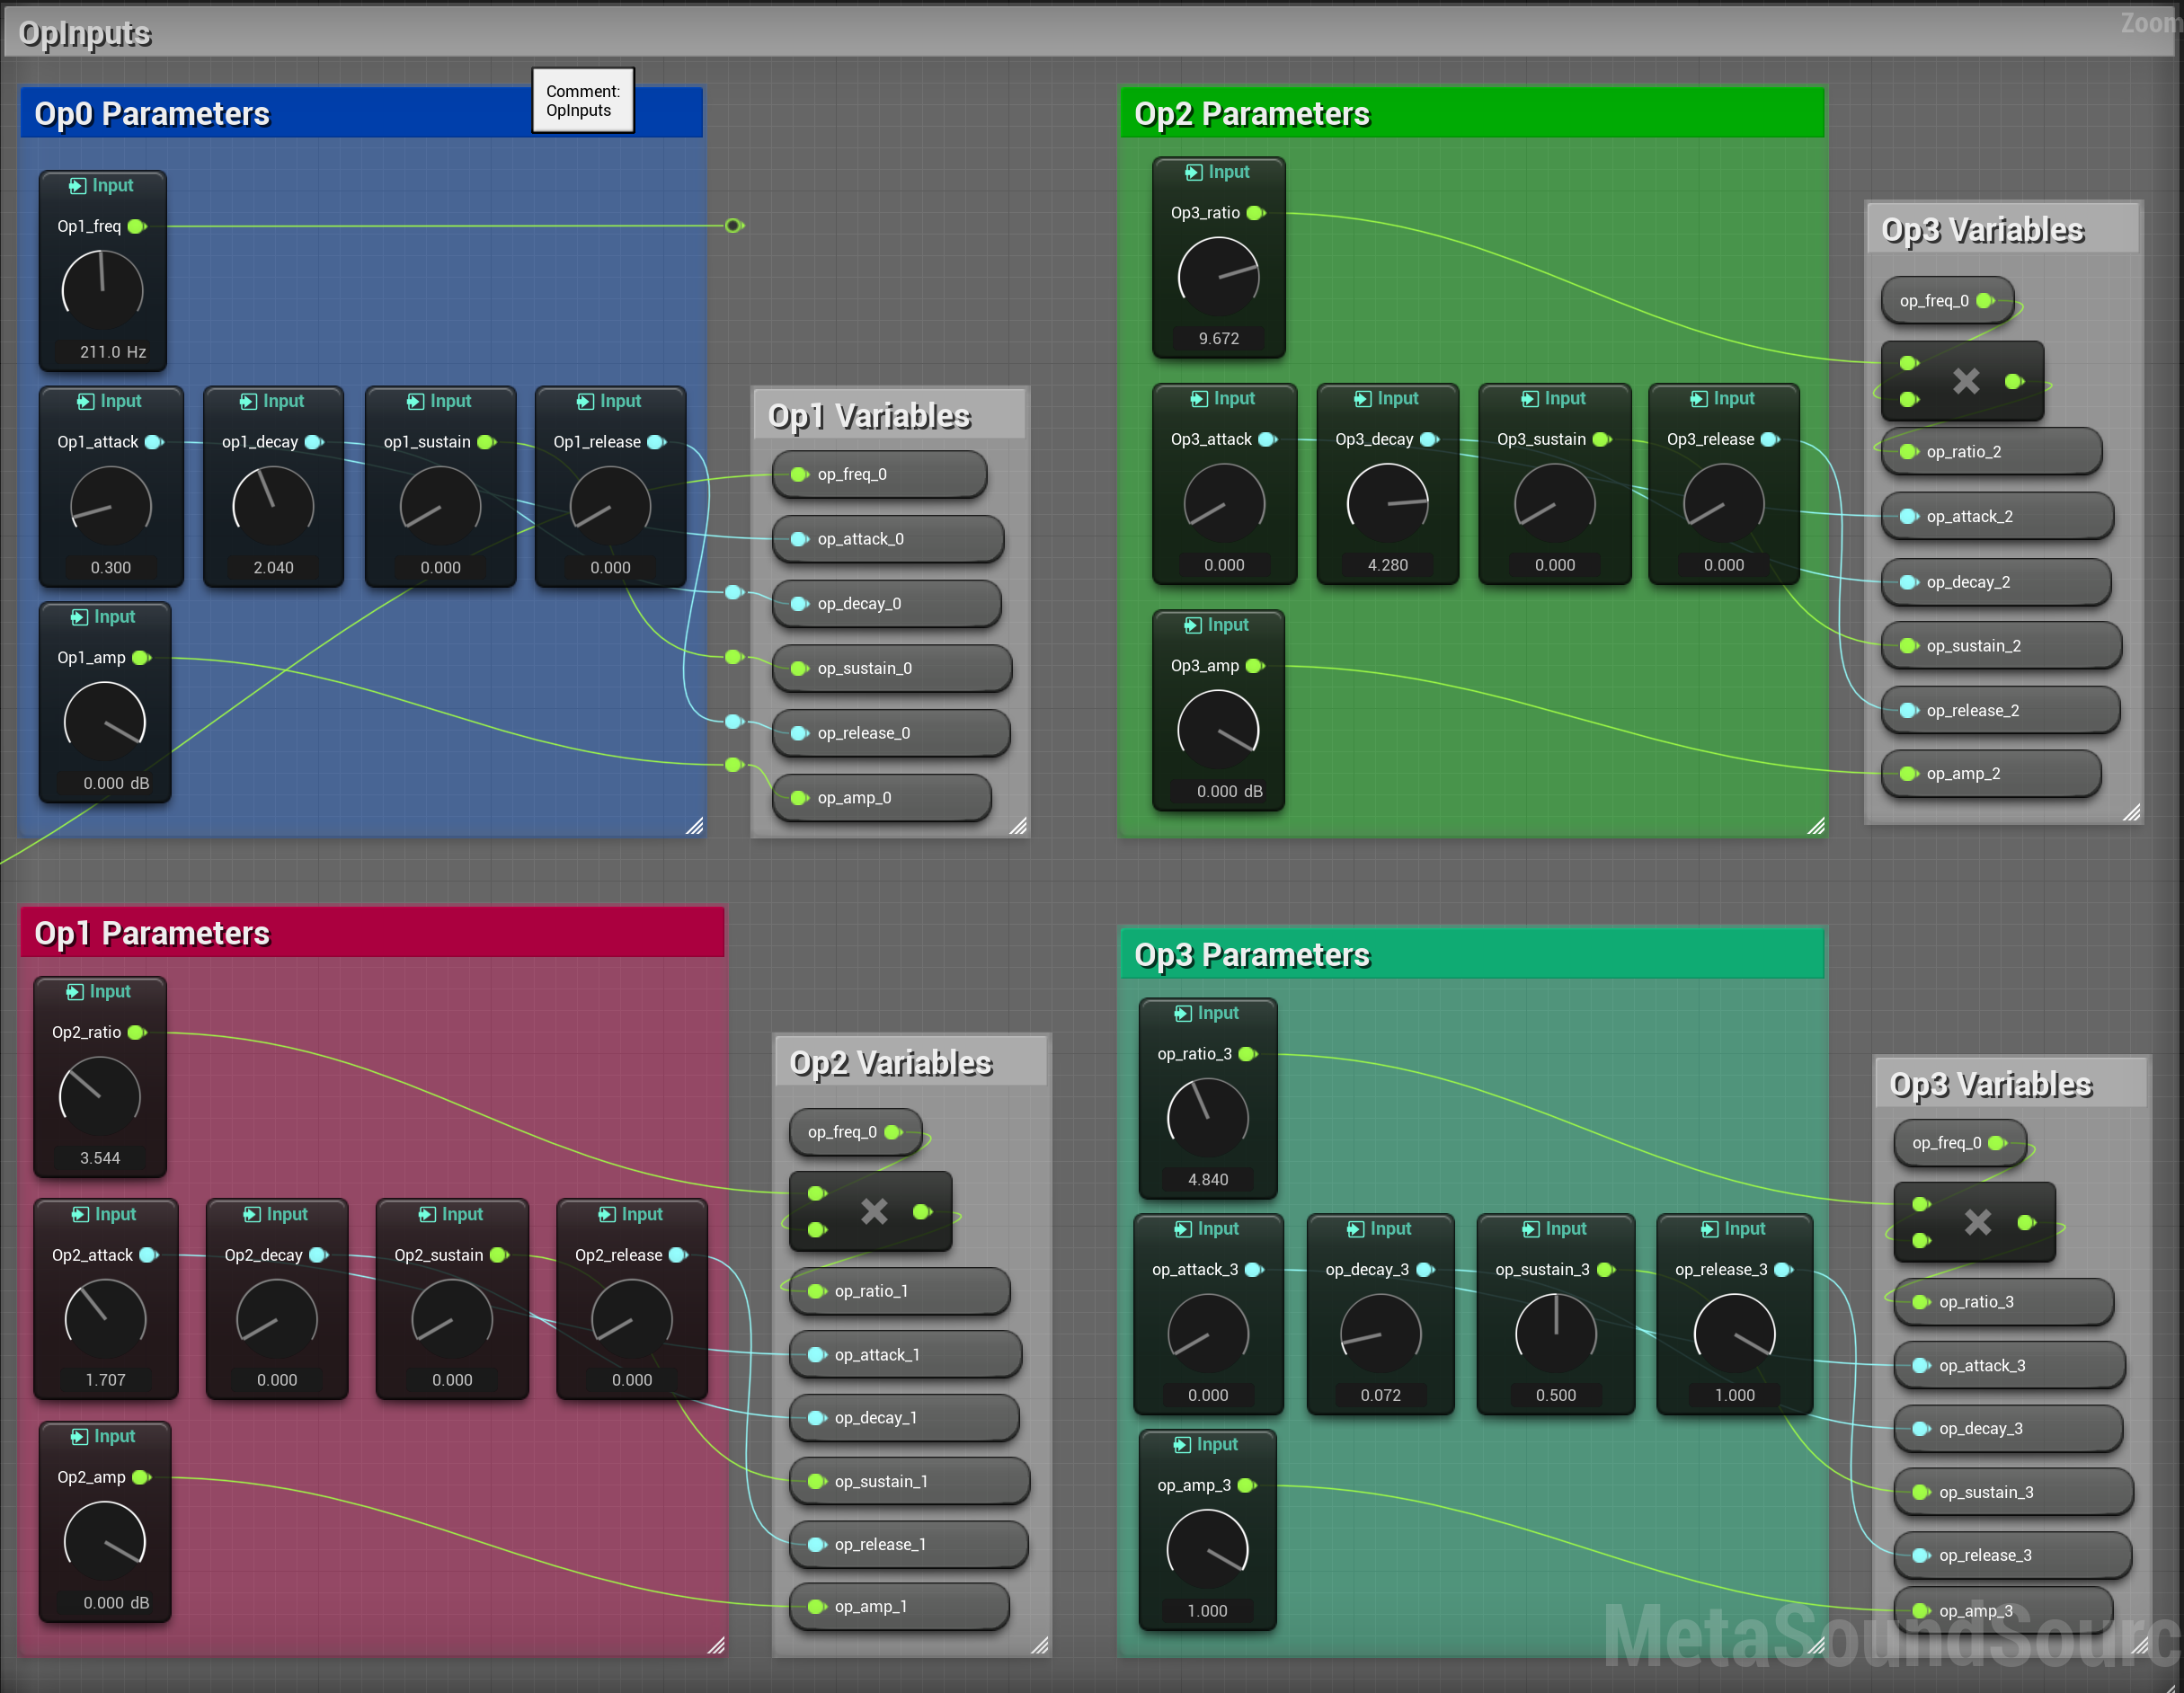 OpInputs
Zoom
Comment:
OpInputs
Op0 Parameters
Input
Op1_freq
211.0 Hz
Input
Op1_attack
0.300
Input
op1_decay
2.040
Input
op1_sustain
0.000
Input
Op1_release
0.000
Input
Op1_amp
0.000 dB
Op1 Variables
op_freq_0
op_attack_0
op_decay_0
op_sustain_0
op_release_0
op_amp_0
Op2 Parameters
Input
Op3_ratio
9.672
Input
Op3_attack
0.000
Input
Op3_decay
4.280
Input
Op3_sustain
0.000
Input
Op3_release
0.000
Input
Op3_amp
0.000 dB
Op3 Variables
op_freq_0
op_ratio_2
op_attack_2
op_decay_2
op_sustain_2
op_release_2
op_amp_2
Op1 Parameters
Input
Op2_ratio
3.544
Input
Op2_attack
1.707
Input
Op2_decay
0.000
Input
Op2_sustain
0.000
Input
Op2_release
0.000
Input
Op2_amp
0.000 dB
Op2 Variables
op_freq_0
op_ratio_1
op_attack_1
op_decay_1
op_sustain_1
op_release_1
op_amp_1
Op3 Parameters
Input
op_ratio_3
4.840
Input
op_attack_3
0.000
Input
op_decay_3
0.072
Input
op_sustain_3
0.500
Input
op_release_3
1.000
Input
op_amp_3
1.000
Op3 Variables
op_freq_0
op_ratio_3
op_attack_3
op_decay_3
op_sustain_3
op_release_3
op_amp_3
MetaSoundSourc